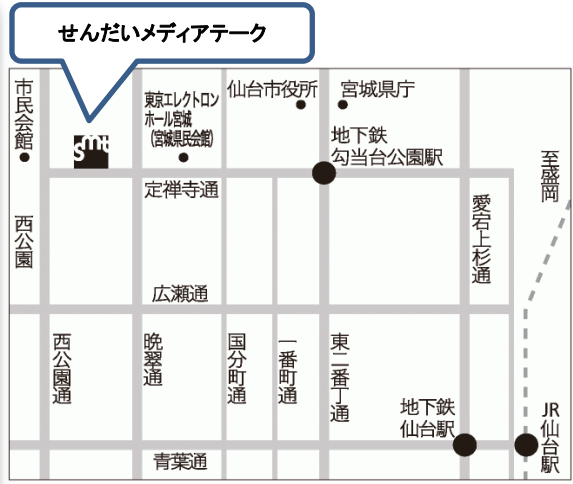 せんだいメディアテーク
市民会館
smt
東京エレクトロン
ホール宮城
（宮城県民会館）
仙台市役所
宮城県庁
地下鉄
勾当台公園駅
至盛岡
定禅寺通
西公園
愛宕上杉通
広瀬通
西公園通
晩翠通
国分町通
一番町通
東二番丁通
地下鉄
仙台駅
JR仙台駅
青葉通